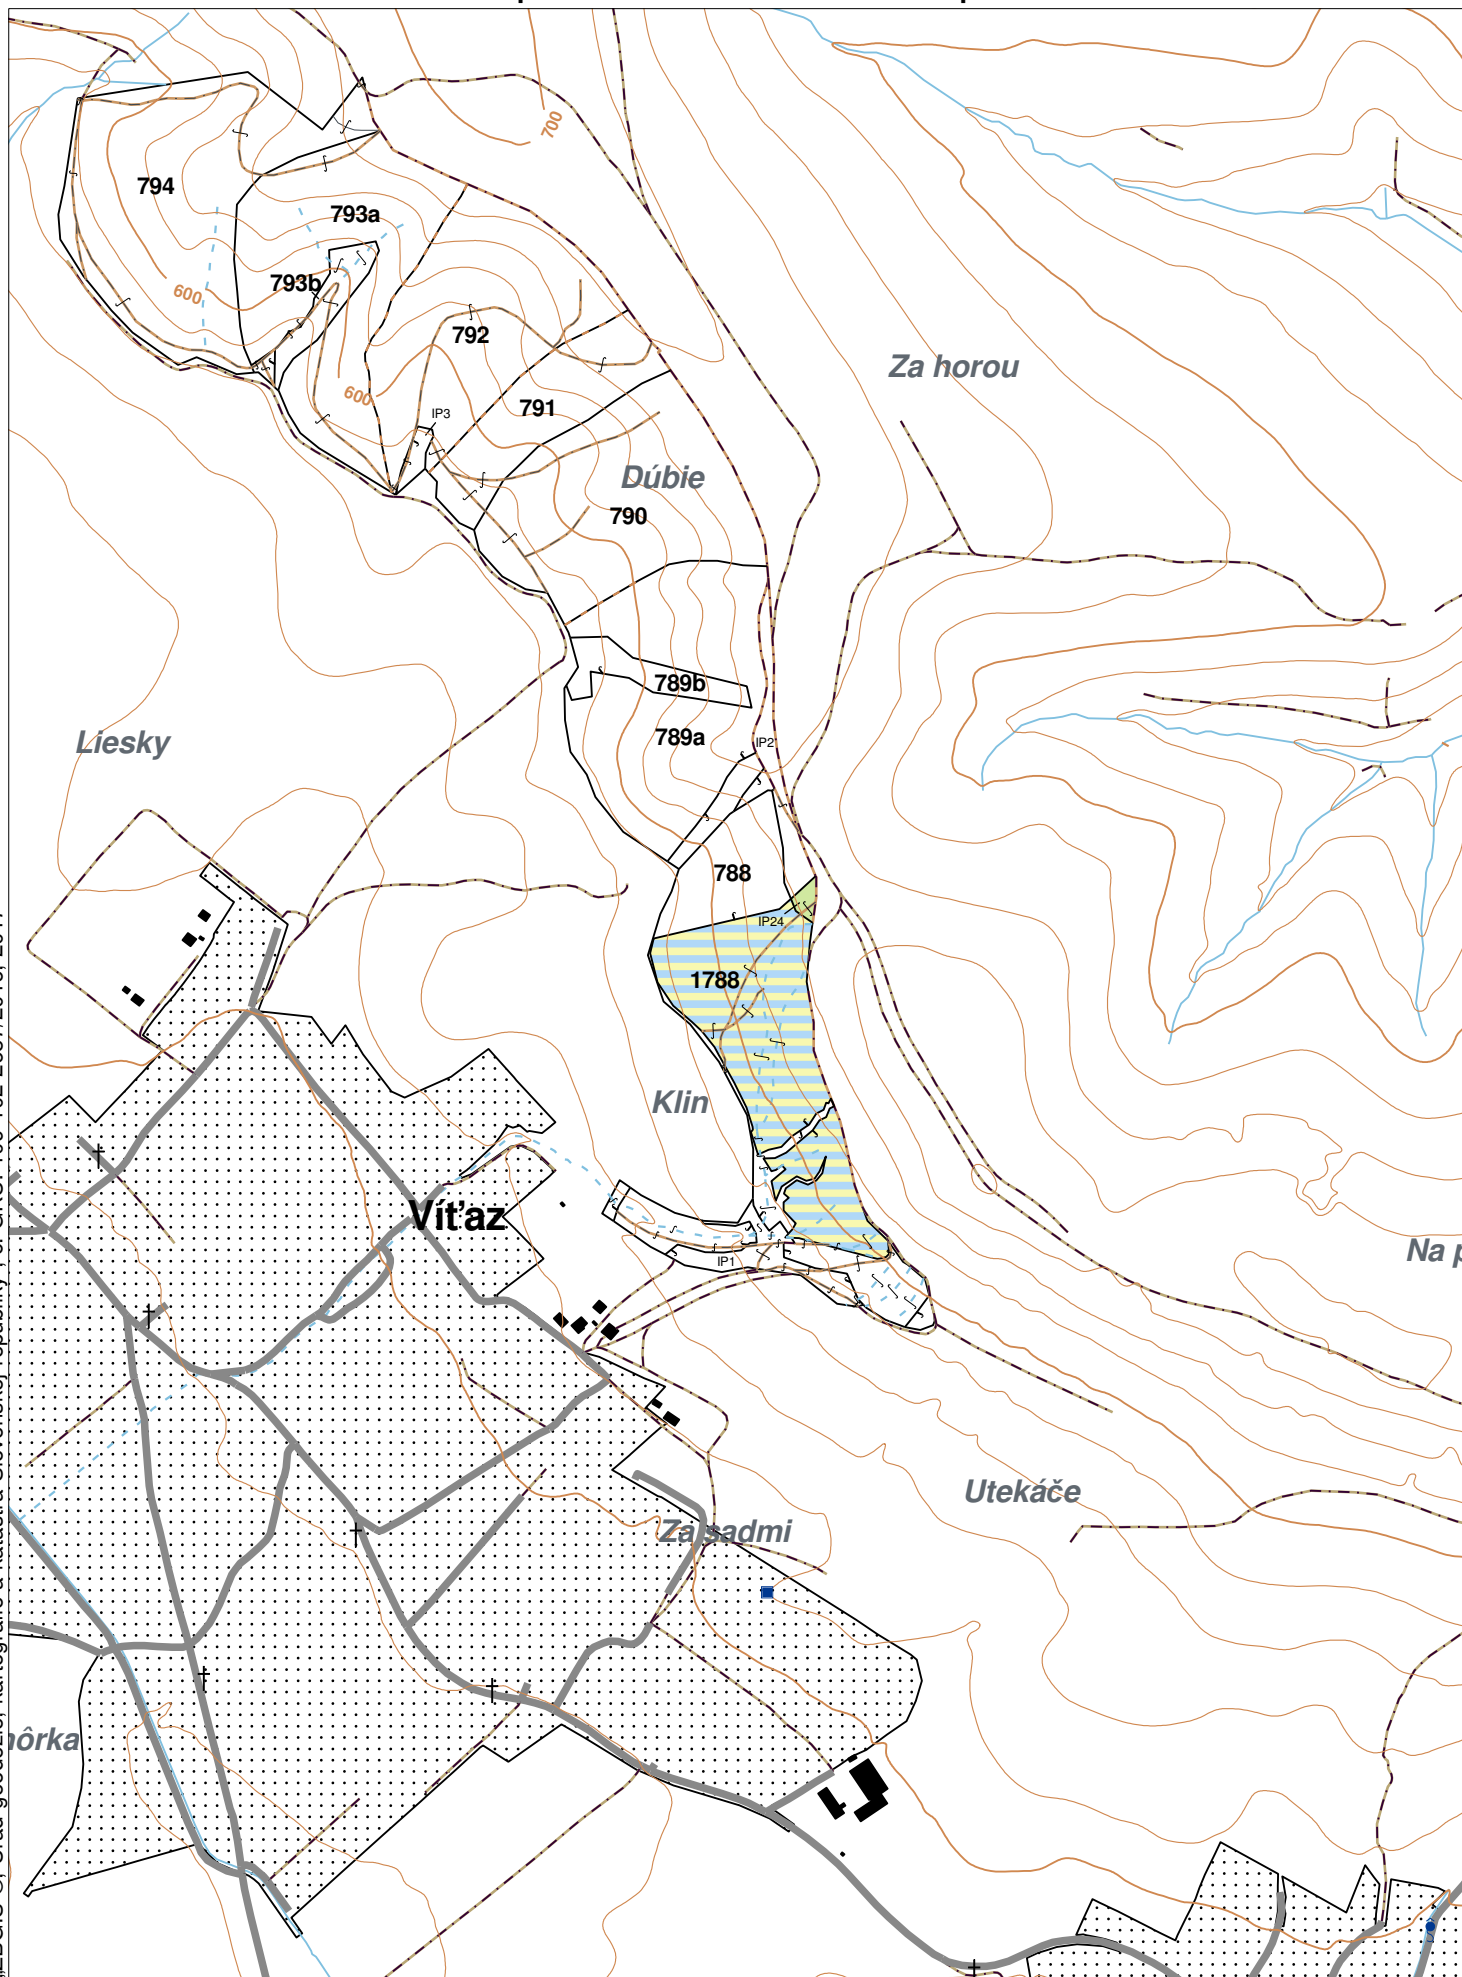 700
794
793a
793b
600
792
Za horou
600
IP3
791
Dúbie
790
789b
Liesky
789a
IP2
788
IP24
1788
Klin
Víťaz
Na p
IP1
Utekáče
Za sadmi
nôrka